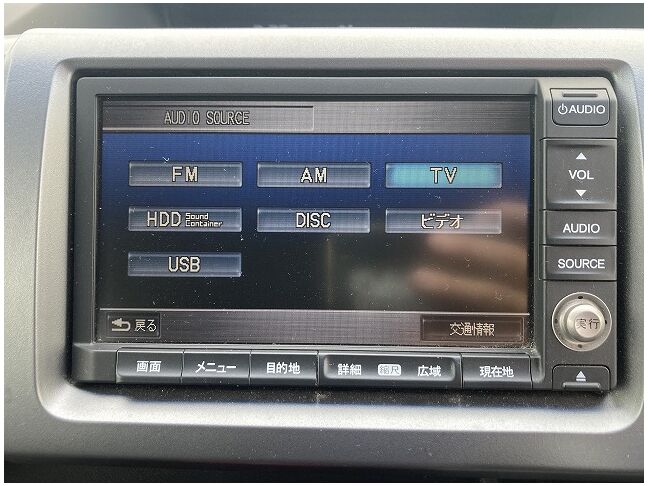 AUDIO SOURCE
AUDIO
FM AM TV
VOL
HDD Sound Container DISC ビデオ
AUDIO
USB
SOURCE
戻る 交通情報
実行
画面 メニュー 目的地 詳細 縮尺 広域 現在地